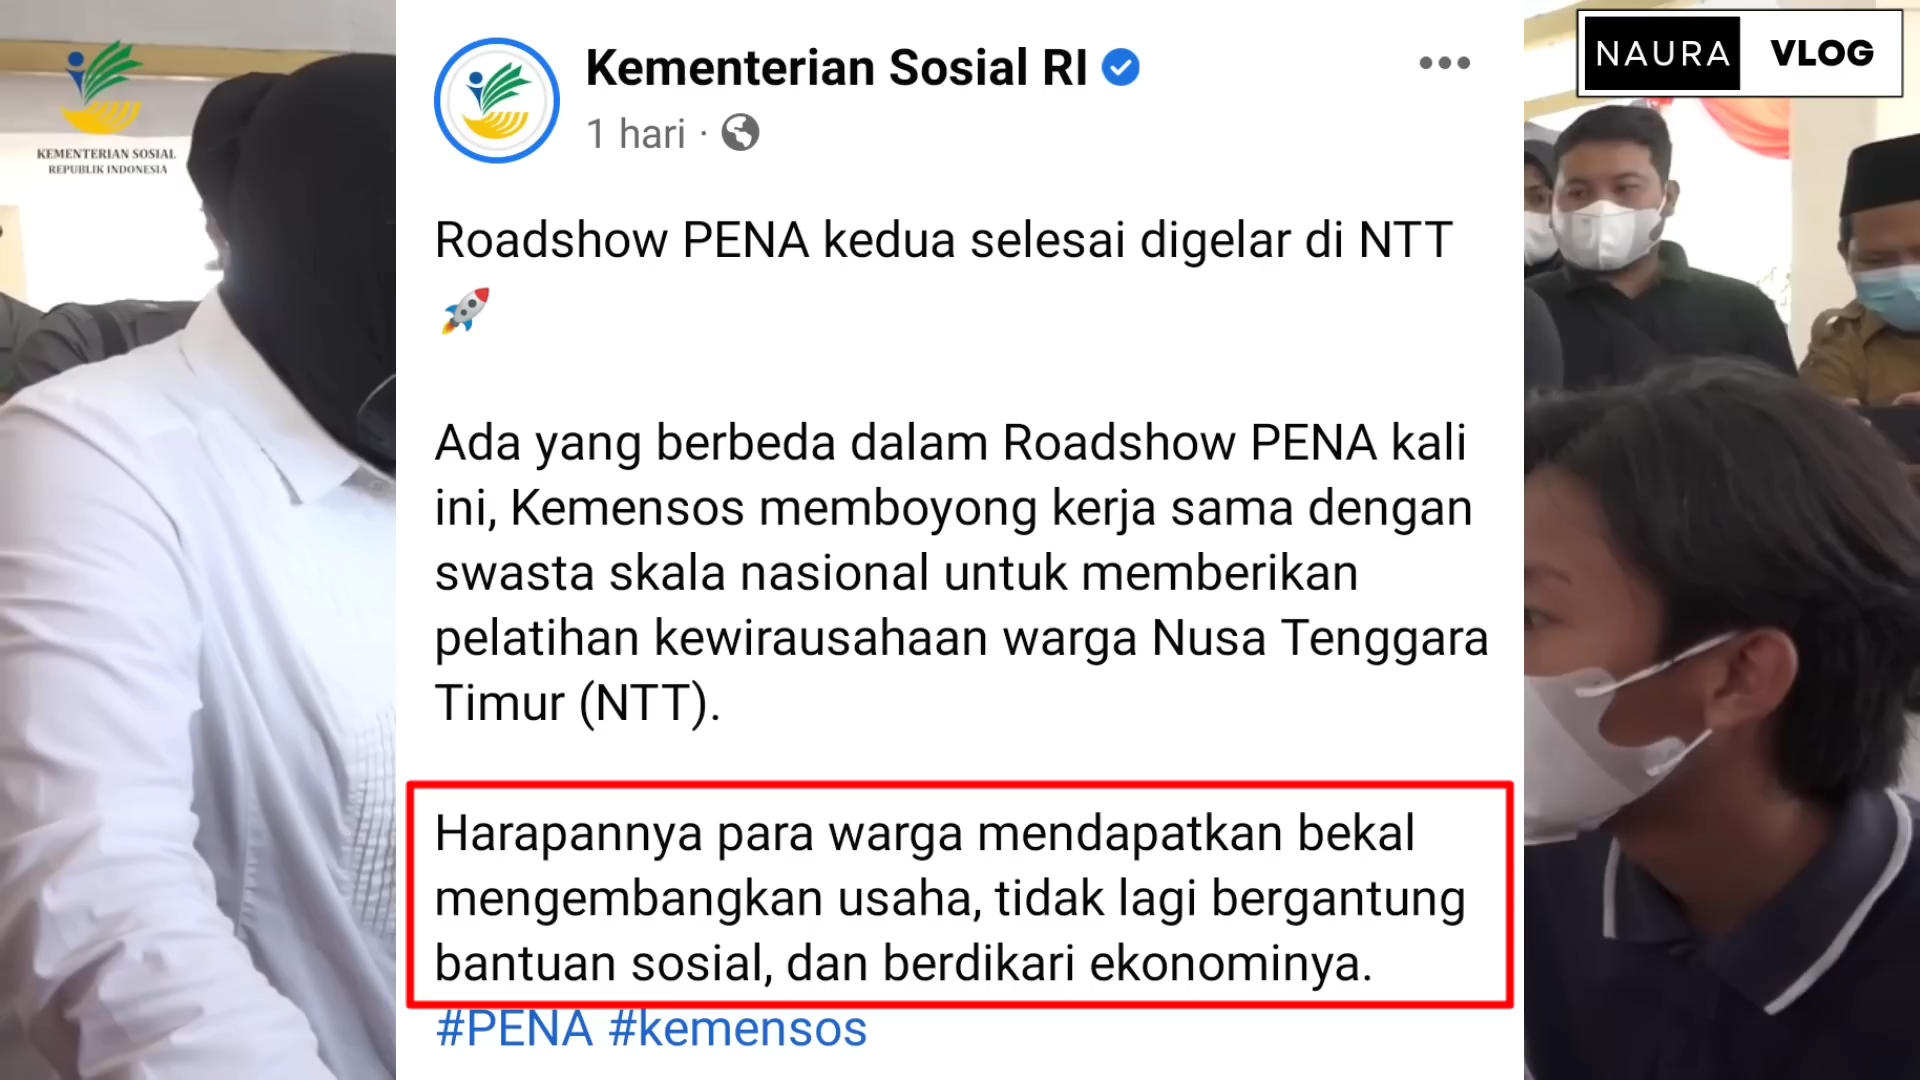 KEMENTERIAN SOSIAL
REPUBLIK INDONESIA
Kementerian Sosial RI
1 hari ·
NAURA VLOG
Roadshow PENA kedua selesai digelar di NTT
🚀
Ada yang berbeda dalam Roadshow PENA kali
ini, Kemensos memboyong kerja sama dengan
swasta skala nasional untuk memberikan
pelatihan kewirausahaan warga Nusa Tenggara
Timur (NTT).
Harapannya para warga mendapatkan bekal
mengembangkan usaha, tidak lagi bergantung
bantuan sosial, dan berdikari ekonominya.
#PENA #kemensos